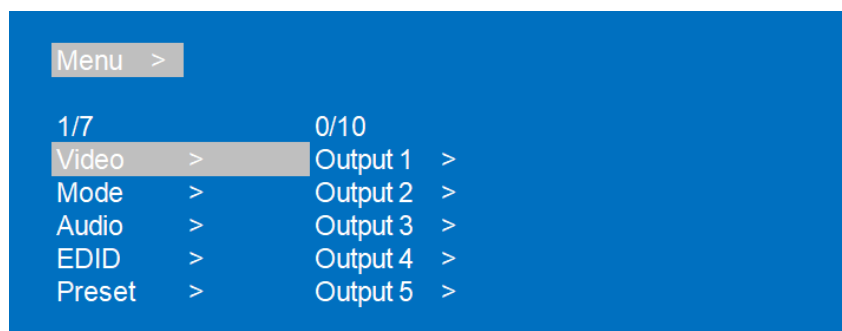 Menu >
1/7 0/10
Video > Output 1 >
Mode > Output 2 >
Audio > Output 3 >
EDID > Output 4 >
Preset > Output 5 >